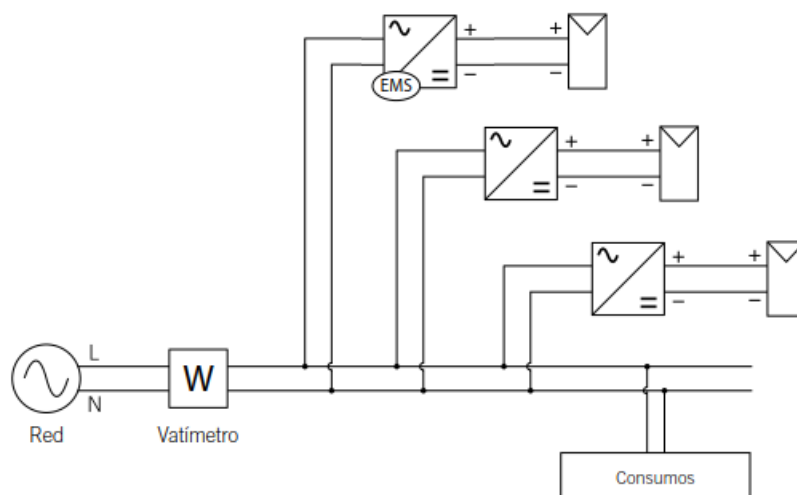 + +
EMS
− −
+ +
− −
+ +
− −
L
W
N
Red
Vatímetro
Consumos